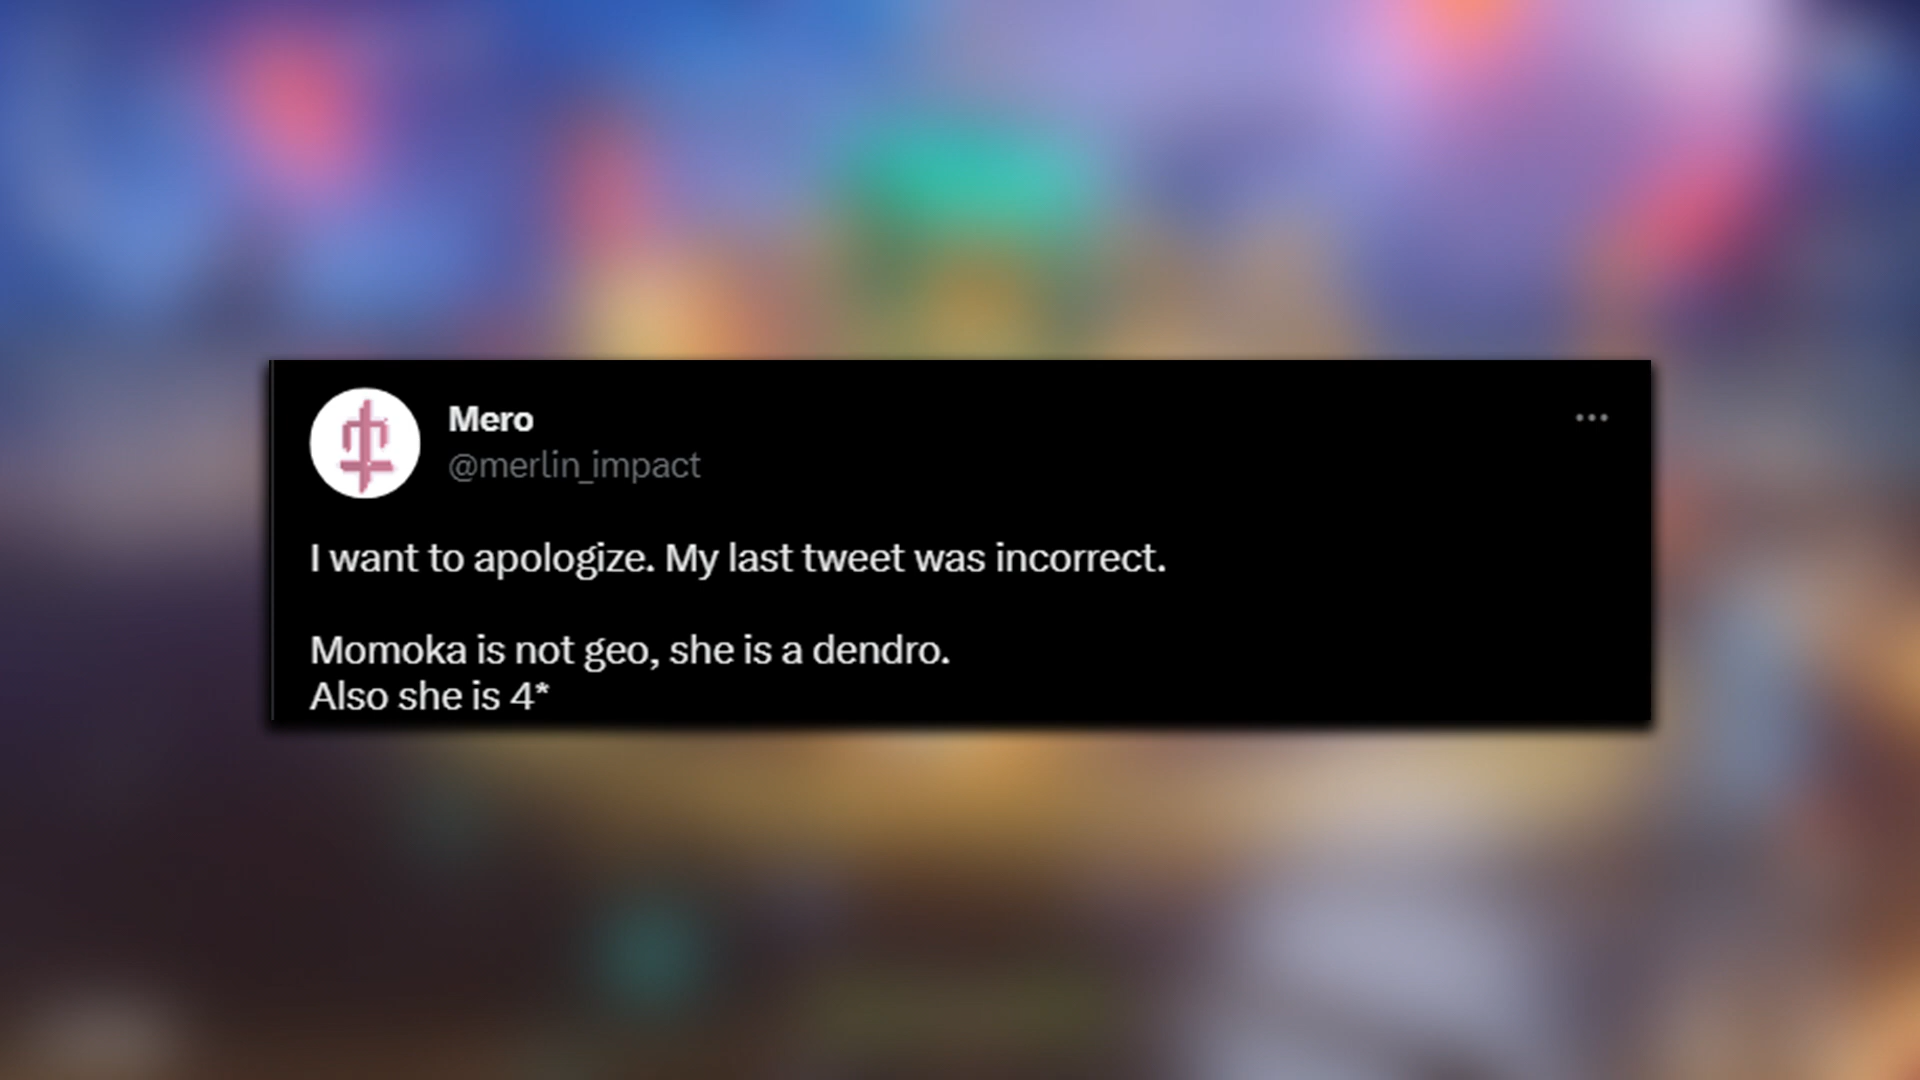 Mero
@merlin_impact
I want to apologize. My last tweet was incorrect.
Momoka is not geo, she is a dendro.
Also she is 4*